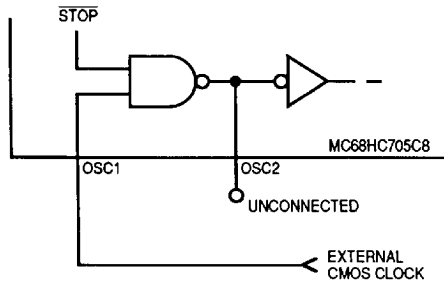 STOP
MC68HC705C8
OSC1
OSC2
UNCONNECTED
EXTERNAL
CMOS CLOCK